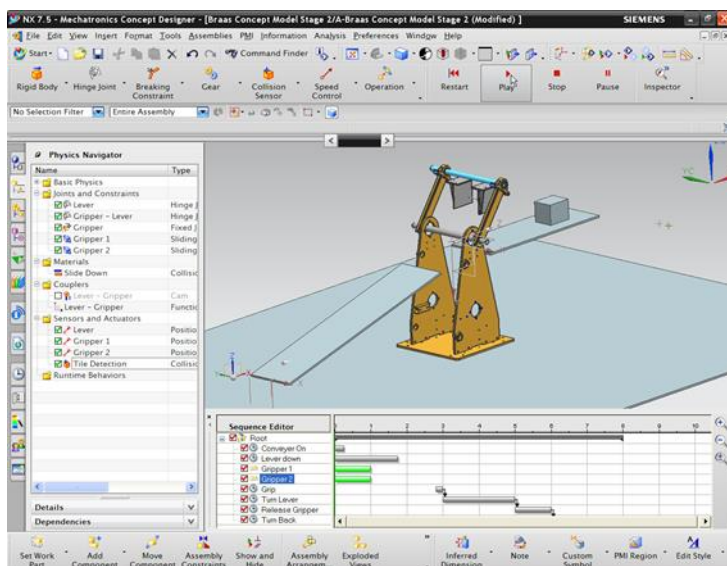 NX 7.5 - Mechatronics Concept Designer - [Braas Concept Model Stage 2/A-Braas Concept Model Stage 2 (Modified) ]
SIEMENS
File Edit View Insert Format Tools Assemblies PMI Information Analysis Preferences Window Help
Start
Command Finder
Rigid Body Hinge Joint Breaking Constraint Gear Collision Sensor Speed Control Operation Restart Play Stop Pause Inspector
No Selection Filter Entire Assembly
Physics Navigator
Name Type
Basic Physics
Joints and Constraints
Lever Hinge J
Gripper - Lever Hinge J
Gripper Fixed J
Gripper 1 Sliding
Gripper 2 Sliding
Materials
Slide Down Collisic
Couplers
Lever - Gripper Cam
Lever - Gripper Functio
Sensors and Actuators
Lever Positio
Gripper 1 Positio
Gripper 2 Positio
Tile Detection Collisic
Runtime Behaviors
Details
Dependencies
YC
Z
X
Sequence Editor
Root
Conveyer On
Lever down
Gripper 1
Gripper 2
Grip
Turn Lever
Release Gripper
Turn Back
0 1 2 3 4 5 6 7 8 9 10
Set Work Part
Add Component
Move Component
Assembly Constraints
Show and Hide
Assembly Arrangem...
Exploded Views
Inferred Dimension
Note
Custom Symbol
PMI Region
Edit Style